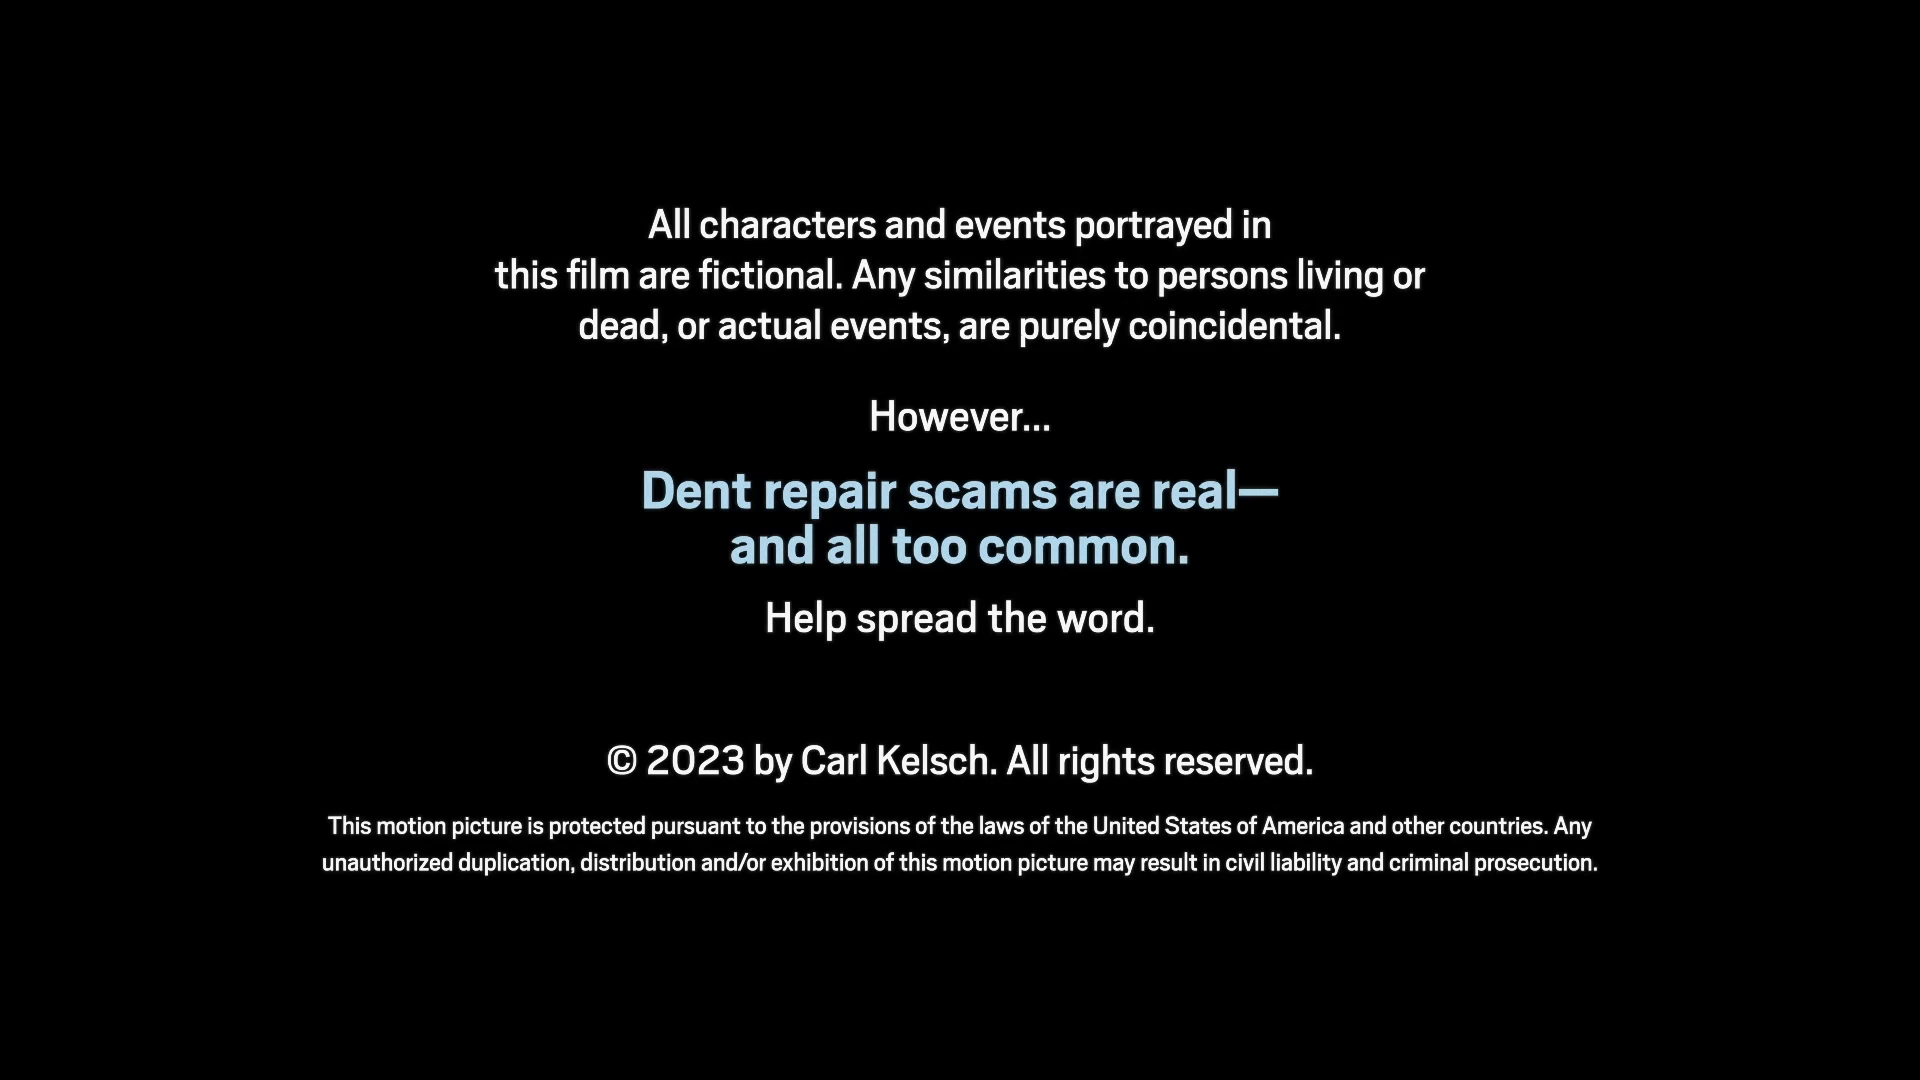 All characters and events portrayed in
this film are fictional. Any similarities to persons living or
dead, or actual events, are purely coincidental.
However...
Dent repair scams are real—
and all too common.
Help spread the word.
© 2023 by Carl Kelsch. All rights reserved.
This motion picture is protected pursuant to the provisions of the laws of the United States of America and other countries. Any
unauthorized duplication, distribution and/or exhibition of this motion picture may result in civil liability and criminal prosecution.